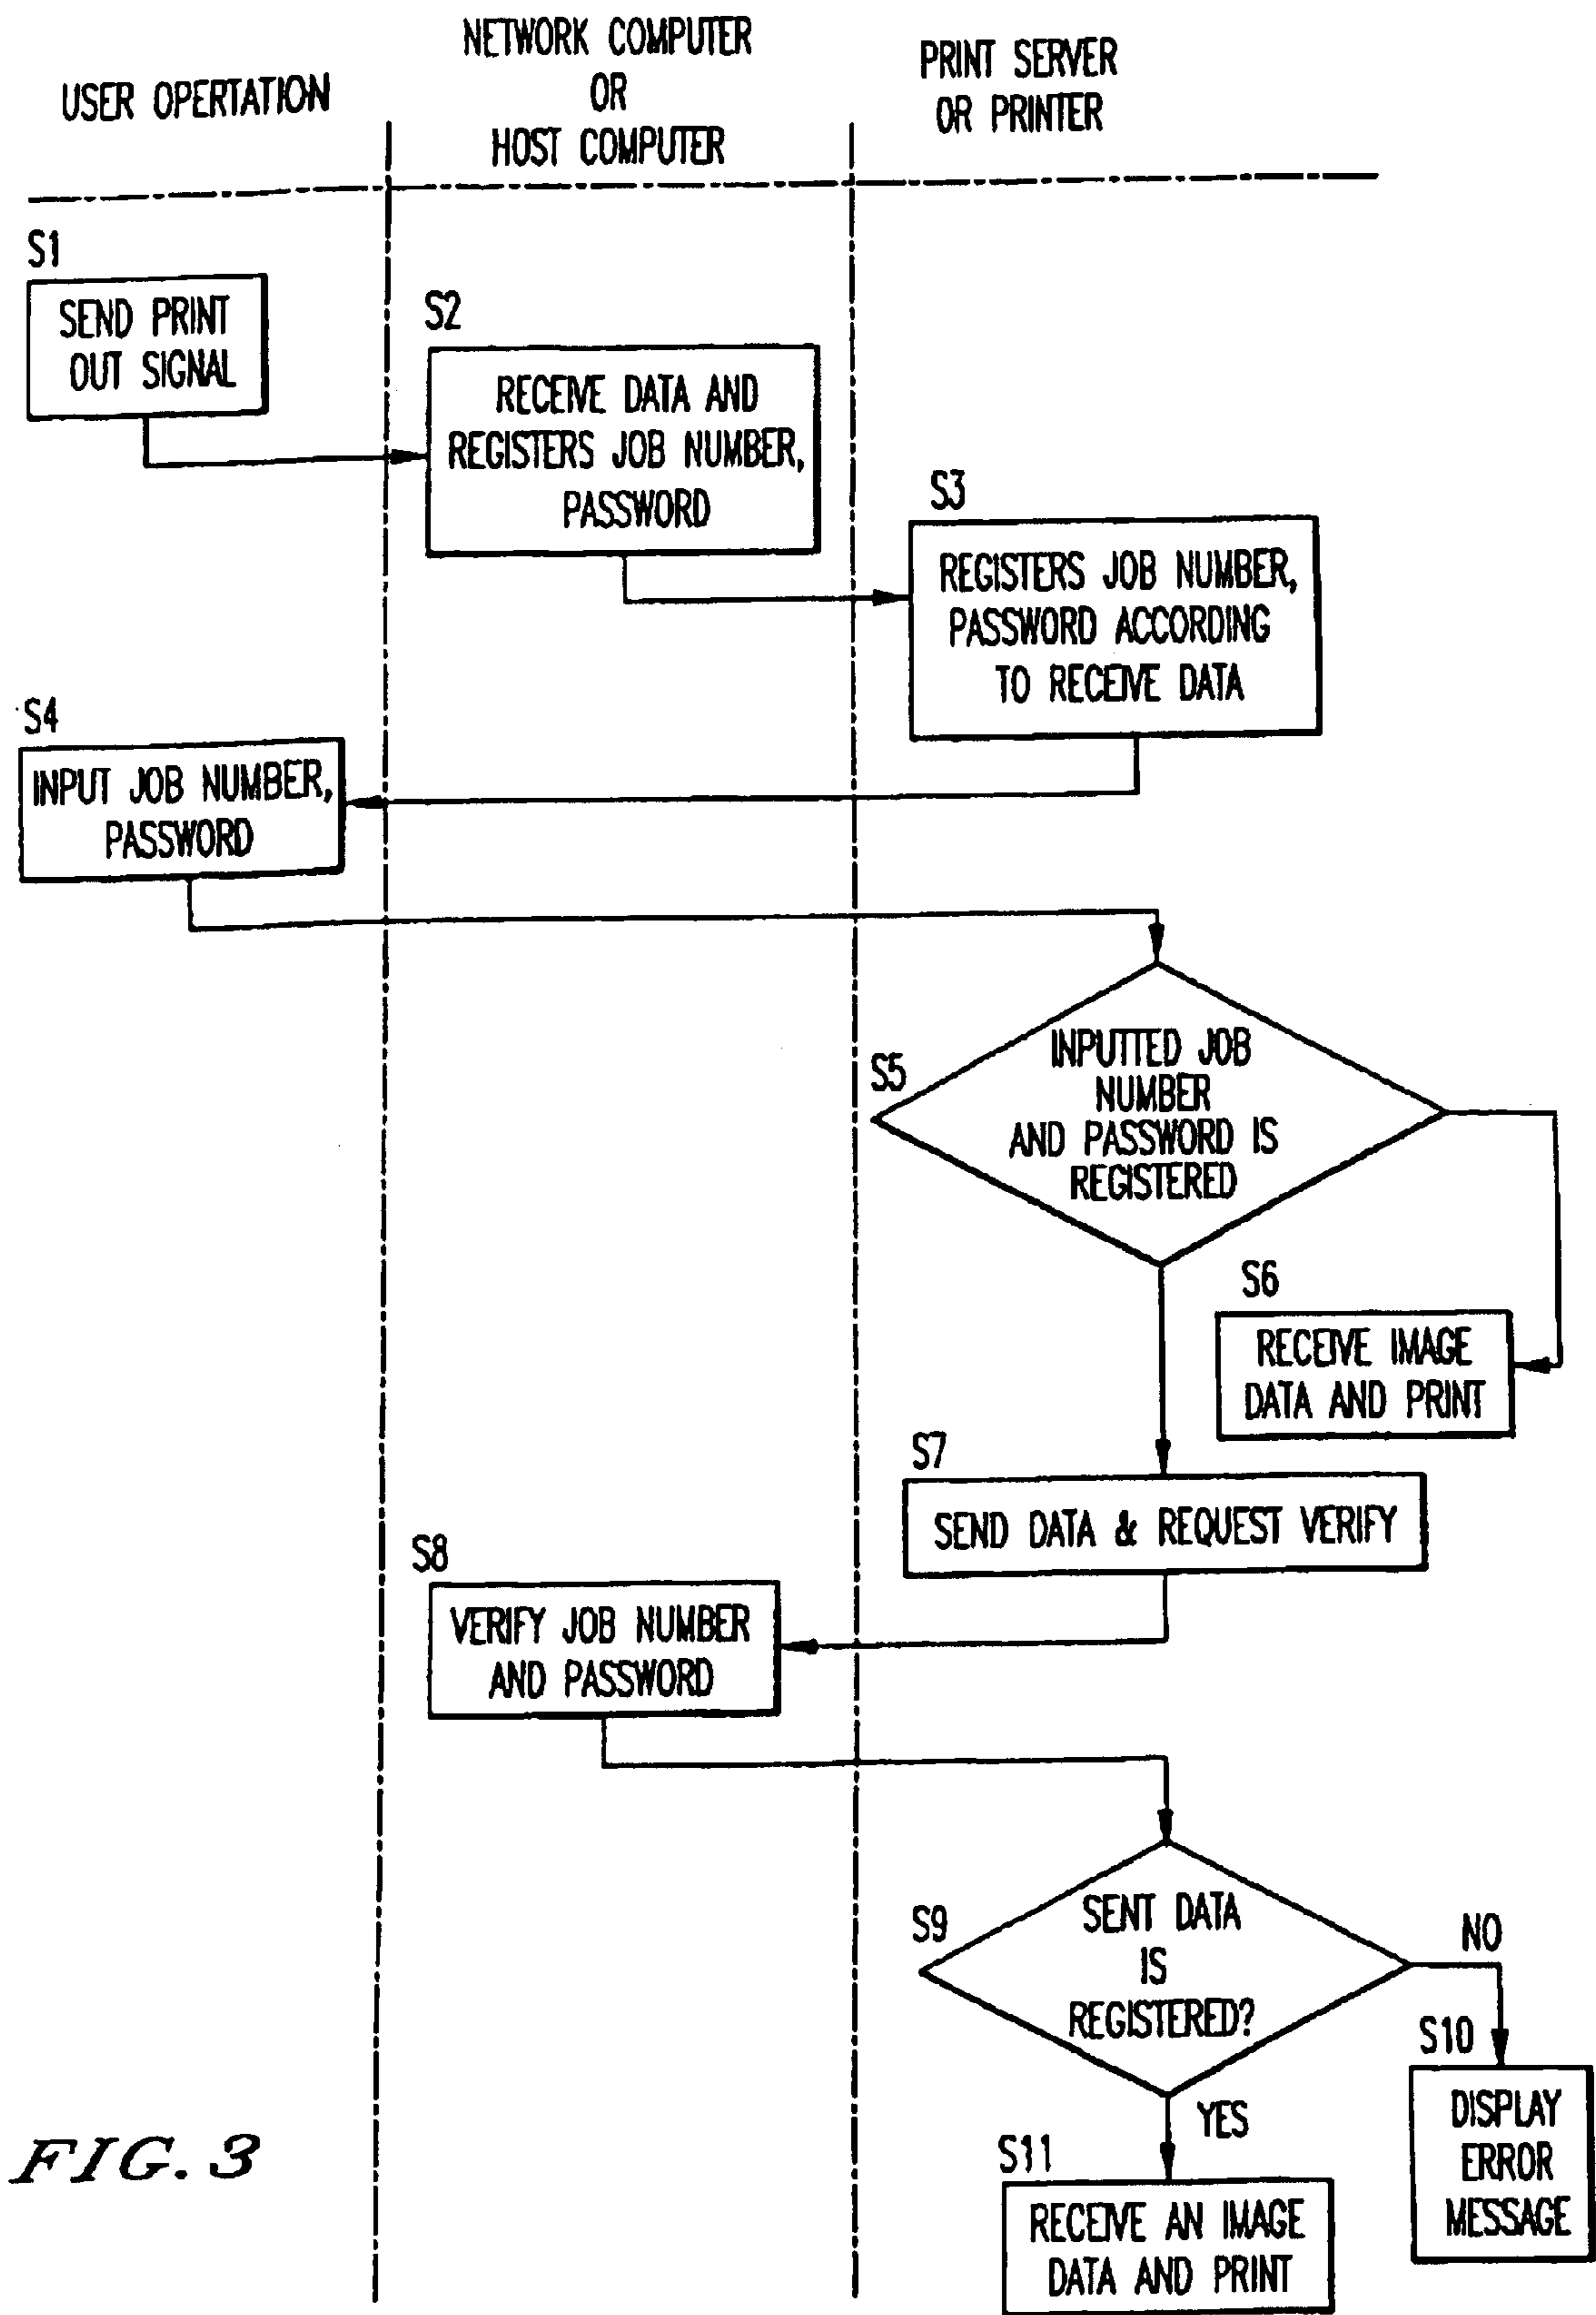 USER OPERTATION
NETWORK COMPUTER
OR
HOST COMPUTER
PRINT SERVER
OR PRINTER
S1
SEND PRINT
OUT SIGNAL
S2
RECEIVE DATA AND
REGISTERS JOB NUMBER,
PASSWORD
S3
REGISTERS JOB NUMBER,
PASSWORD ACCORDING
TO RECEIVE DATA
S4
INPUT JOB NUMBER,
PASSWORD
S5
INPUTTED JOB
NUMBER
AND PASSWORD IS
REGISTERED
S6
RECEIVE IMAGE
DATA AND PRINT
S7
SEND DATA & REQUEST VERIFY
S8
VERIFY JOB NUMBER
AND PASSWORD
S9
SENT DATA
IS
REGISTERED?
NO
S10
DISPLAY
ERROR
MESSAGE
YES
S11
RECEIVE AN IMAGE
DATA AND PRINT
FIG. 3